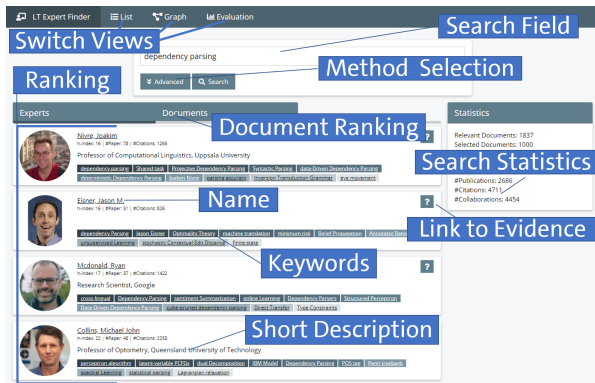 LT Expert Finder List Graph Evaluation
Switch Views
Search Field
dependency parsing
Method Selection
Advanced Search
Ranking
Experts Documents Statistics
Document Ranking
Nivre, Joakim ?
h-index: 16 | #Paper: 78 | #Citations: 1265
Professor of Computational Linguistics, Uppsala University
dependency parsing Shared task Projective Dependency Parsing Syntactic Parsing data-Driven Dependency Parsing
deterministic Dependency Parsing Joakim Nivre parsing accuracy Inversion Transduction Grammar eye movement
Relevant Documents: 1837
Selected Documents: 1000
Search Statistics
#Publications: 2686
#Citations: 4711
#Collaborations: 4454
Name
Eisner, Jason M. ?
h-index: 16 | #Paper: 51 | #Citations: 826
Link to Evidence
dependency Parsing Jason Eisner Optimality Theory machine translation minimum risk Belief Propagation Annotator
unsupervised Learning stochastic Contextual Edit Distance finite-state
Keywords
Mcdonald, Ryan ?
h-index: 17 | #Paper: 37 | #Citations: 1422
Research Scientist, Google
cross-lingual Dependency Parsing sentiment Summarization online Learning Dependency Parsers Structured Perceptron
Data-Driven Dependency Parsing cube-pruned dependency parsing Direct Transfer Type Constraints
Short Description
Collins, Michael John
h-index: 22 | #Paper: 48 | #Citations: 2255
Professor of Optometry, Queensland University of Technology
perceptron algorithm latent-variable PCFGs dual Decomposition IBM Model Dependency Parsing POS tag Penn treebank
spectral Learning statistical parsing Lagrangian relaxation